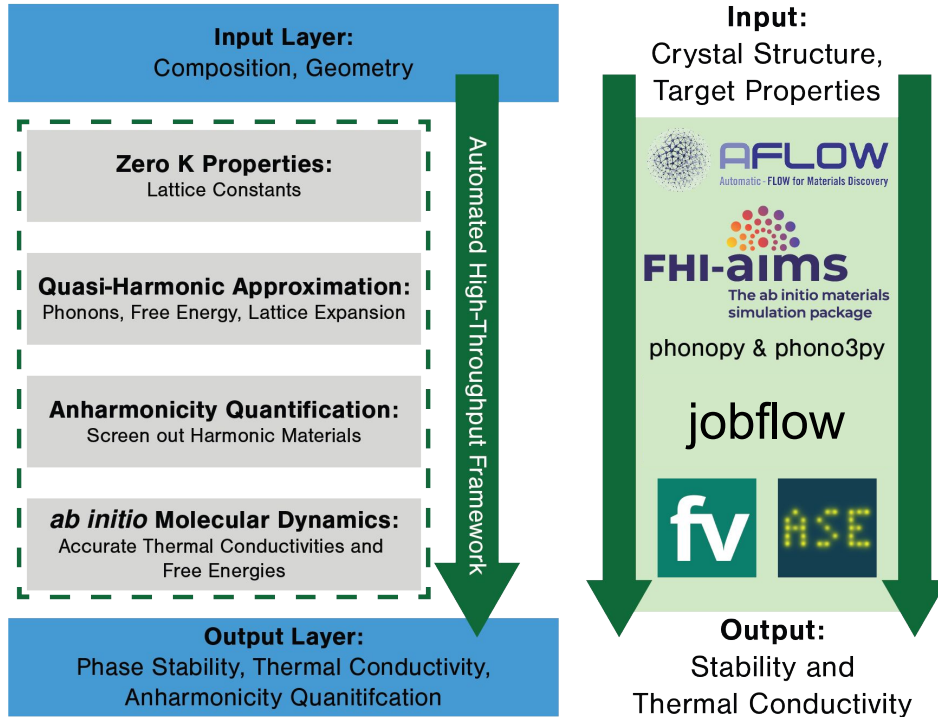 Input Layer:
Composition, Geometry
Zero K Properties:
Lattice Constants
Quasi-Harmonic Approximation:
Phonons, Free Energy, Lattice Expansion
Anharmonicity Quantification:
Screen out Harmonic Materials
ab initio Molecular Dynamics:
Accurate Thermal Conductivities and
Free Energies
Automated High-Throughput Framework
Output Layer:
Phase Stability, Thermal Conductivity,
Anharmonicity Quanitifcation
Input:
Crystal Structure,
Target Properties
AFLOW
Automatic - FLOW for Materials Discovery
FHI-aims
The ab initio materials
simulation package
phonopy & phono3py
jobflow
fv
ASE
Output:
Stability and
Thermal Conductivity